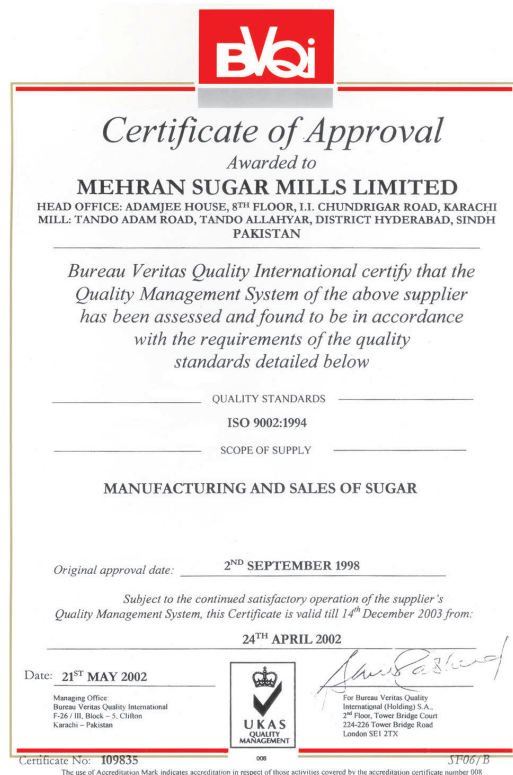 BVQi
Certificate of Approval
Awarded to
MEHRAN SUGAR MILLS LIMITED
HEAD OFFICE: ADAMJEE HOUSE, 8TH FLOOR, I.I. CHUNDRIGAR ROAD, KARACHI
MILL: TANDO ADAM ROAD, TANDO ALLAHYAR, DISTRICT HYDERABAD, SINDH
PAKISTAN
Bureau Veritas Quality International certify that the
Quality Management System of the above supplier
has been assessed and found to be in accordance
with the requirements of the quality
standards detailed below
QUALITY STANDARDS
ISO 9002:1994
SCOPE OF SUPPLY
MANUFACTURING AND SALES OF SUGAR
Original approval date: 2ND SEPTEMBER 1998
Subject to the continued satisfactory operation of the supplier's
Quality Management System, this Certificate is valid till 14th December 2003 from:
24TH APRIL 2002
Date: 21ST MAY 2002
Managing Office:
Bureau Veritas Quality International
F-26 / III, Block – 5, Clifton
Karachi – Pakistan
UKAS
QUALITY
MANAGEMENT
008
For Bureau Veritas Quality
International (Holding) S.A.,
2nd Floor, Tower Bridge Court
224-226 Tower Bridge Road
London SE1 2TX
Certificate No: 109835
SF06/B
The use of Accreditation Mark indicates accreditation in respect of those activities covered by the accreditation certificate number 008